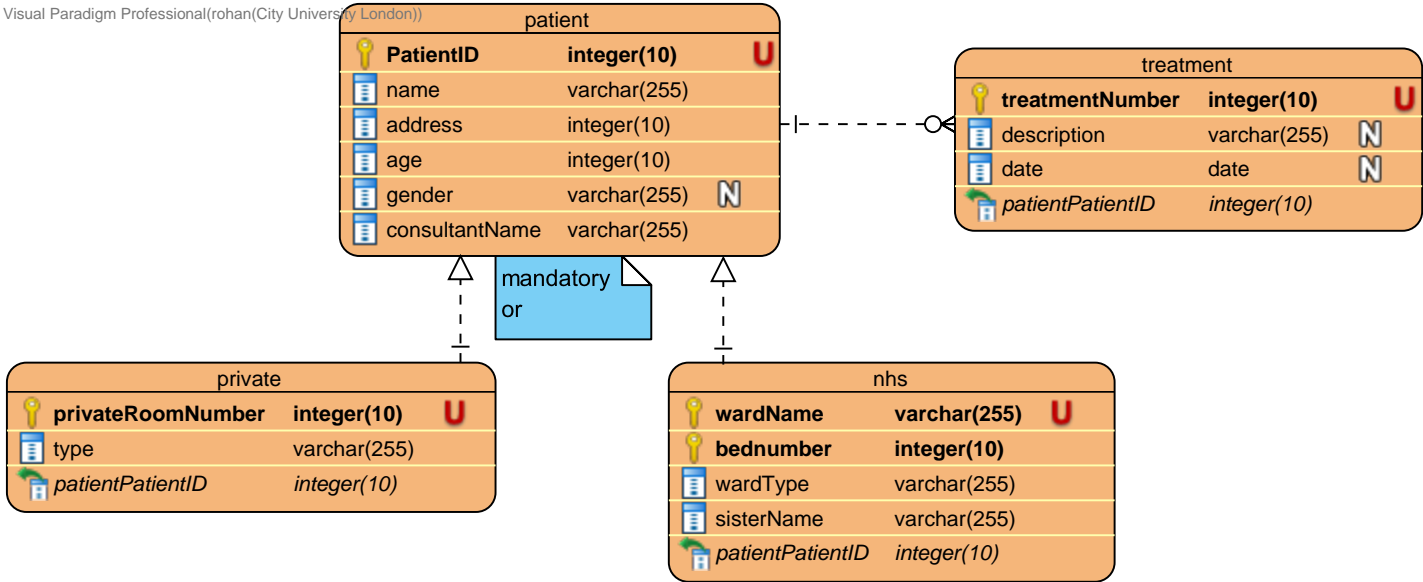 Visual Paradigm Professional(rohan(City University London))
patient
PatientID integer(10) U
name varchar(255)
address integer(10)
age integer(10)
gender varchar(255) N
consultantName varchar(255)
treatment
treatmentNumber integer(10) U
description varchar(255) N
date date N
patientPatientID integer(10)
mandatory
or
private
privateRoomNumber integer(10) U
type varchar(255)
patientPatientID integer(10)
nhs
wardName varchar(255) U
bednumber integer(10)
wardType varchar(255)
sisterName varchar(255)
patientPatientID integer(10)